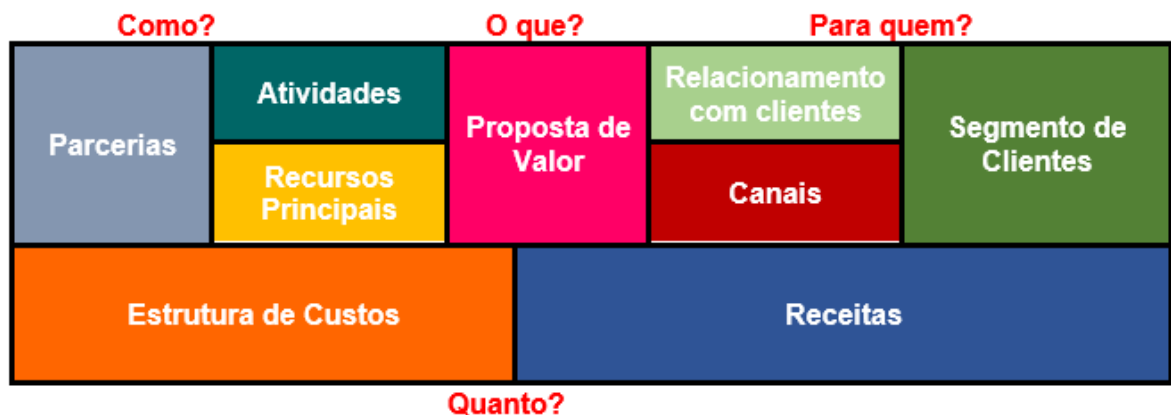 Como?
O que?
Para quem?
Parcerias
Atividades
Recursos
Principais
Proposta de
Valor
Relacionamento
com clientes
Canais
Segmento de
Clientes
Estrutura de Custos
Receitas
Quanto?